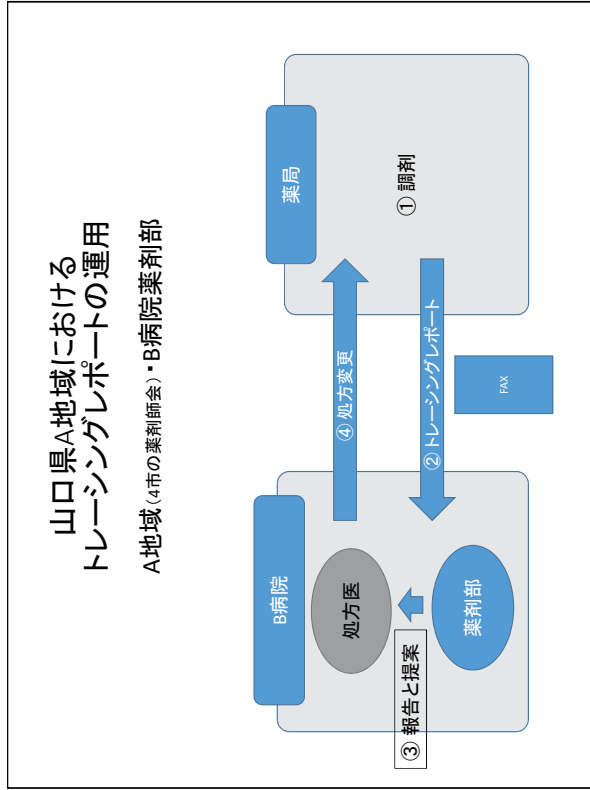 山口県A地域における
トレーシングレポートの運用
A地域(4市の薬剤師会)・B病院薬剤部
B病院
処方医
③ 報告と提案
薬剤部
④ 処方変更
② トレーシングレポート
FAX
薬局
① 調剤